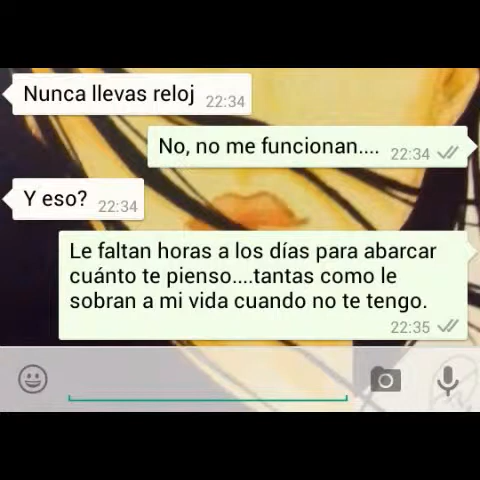 Nunca llevas reloj 22:34
No, no me funcionan.... 22:34
Y eso? 22:34
Le faltan horas a los días para abarcar
cuánto te pienso....tantas como le
sobran a mi vida cuando no te tengo.
22:35